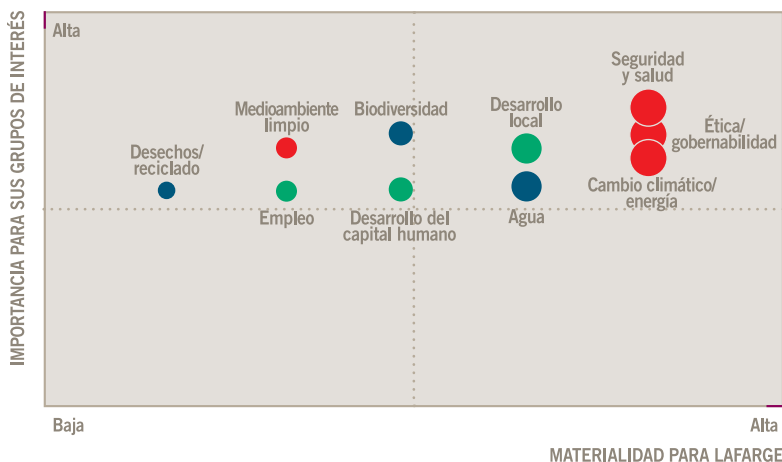 IMPORTANCIA PARA SUS GRUPOS DE INTERÉS
Alta
Seguridad
y salud
Medioambiente
limpio
Biodiversidad
Desarrollo
local
Ética/
gobernabilidad
Desechos/
reciclado
Cambio climático/
energía
Empleo
Desarrollo del
capital humano
Agua
Baja
Alta
MATERIALIDAD PARA LAFARGE